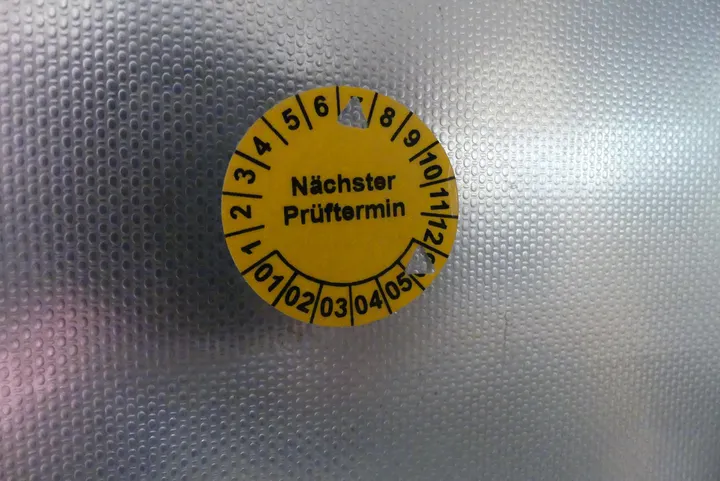 Nächster
Prüftermin
1 2 3 4 5 6 8 9 10 11 12
01 02 03 04 05